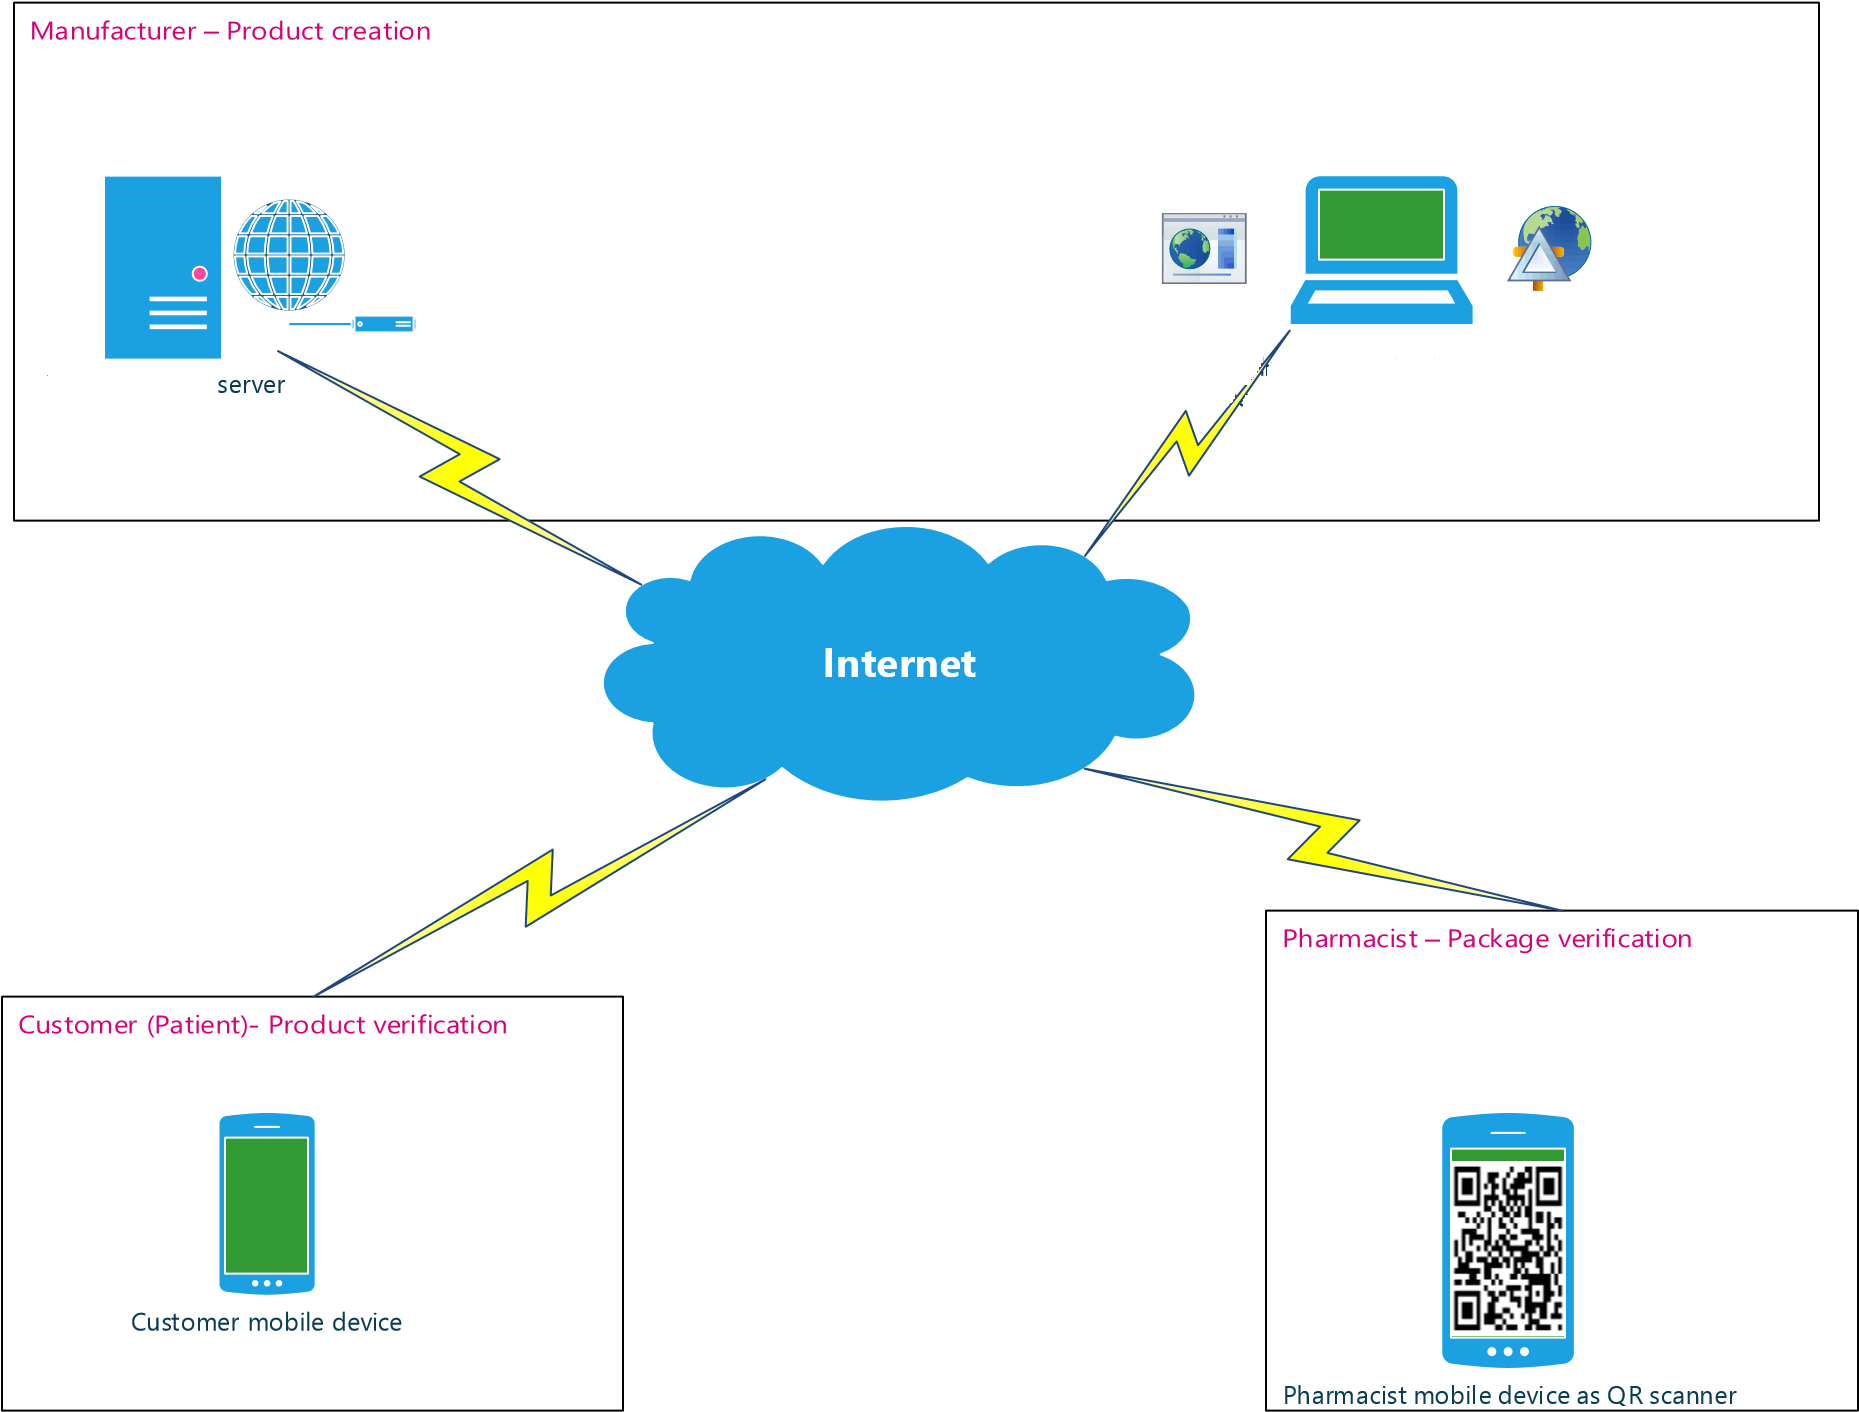 Manufacturer – Product creation
server
Internet
Pharmacist – Package verification
Customer (Patient)- Product verification
Customer mobile device
Pharmacist mobile device as QR scanner